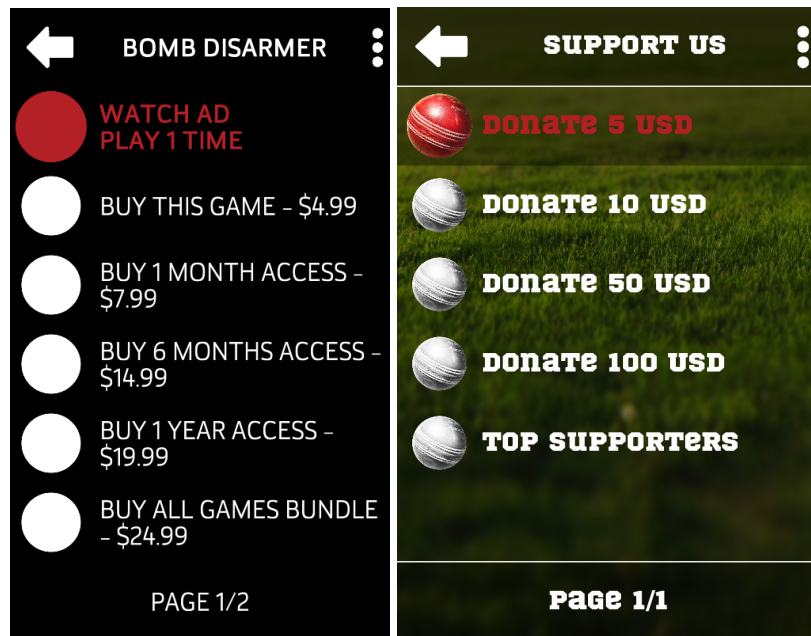 BOMB DISARMER
WATCH AD
PLAY 1 TIME
BUY THIS GAME – $4.99
BUY 1 MONTH ACCESS –
$7.99
BUY 6 MONTHS ACCESS –
$14.99
BUY 1 YEAR ACCESS –
$19.99
BUY ALL GAMES BUNDLE
– $24.99
PAGE 1/2
SUPPORT US
DONATE 5 USD
DONATE 10 USD
DONATE 50 USD
DONATE 100 USD
TOP SUPPORTERS
PAGE 1/1